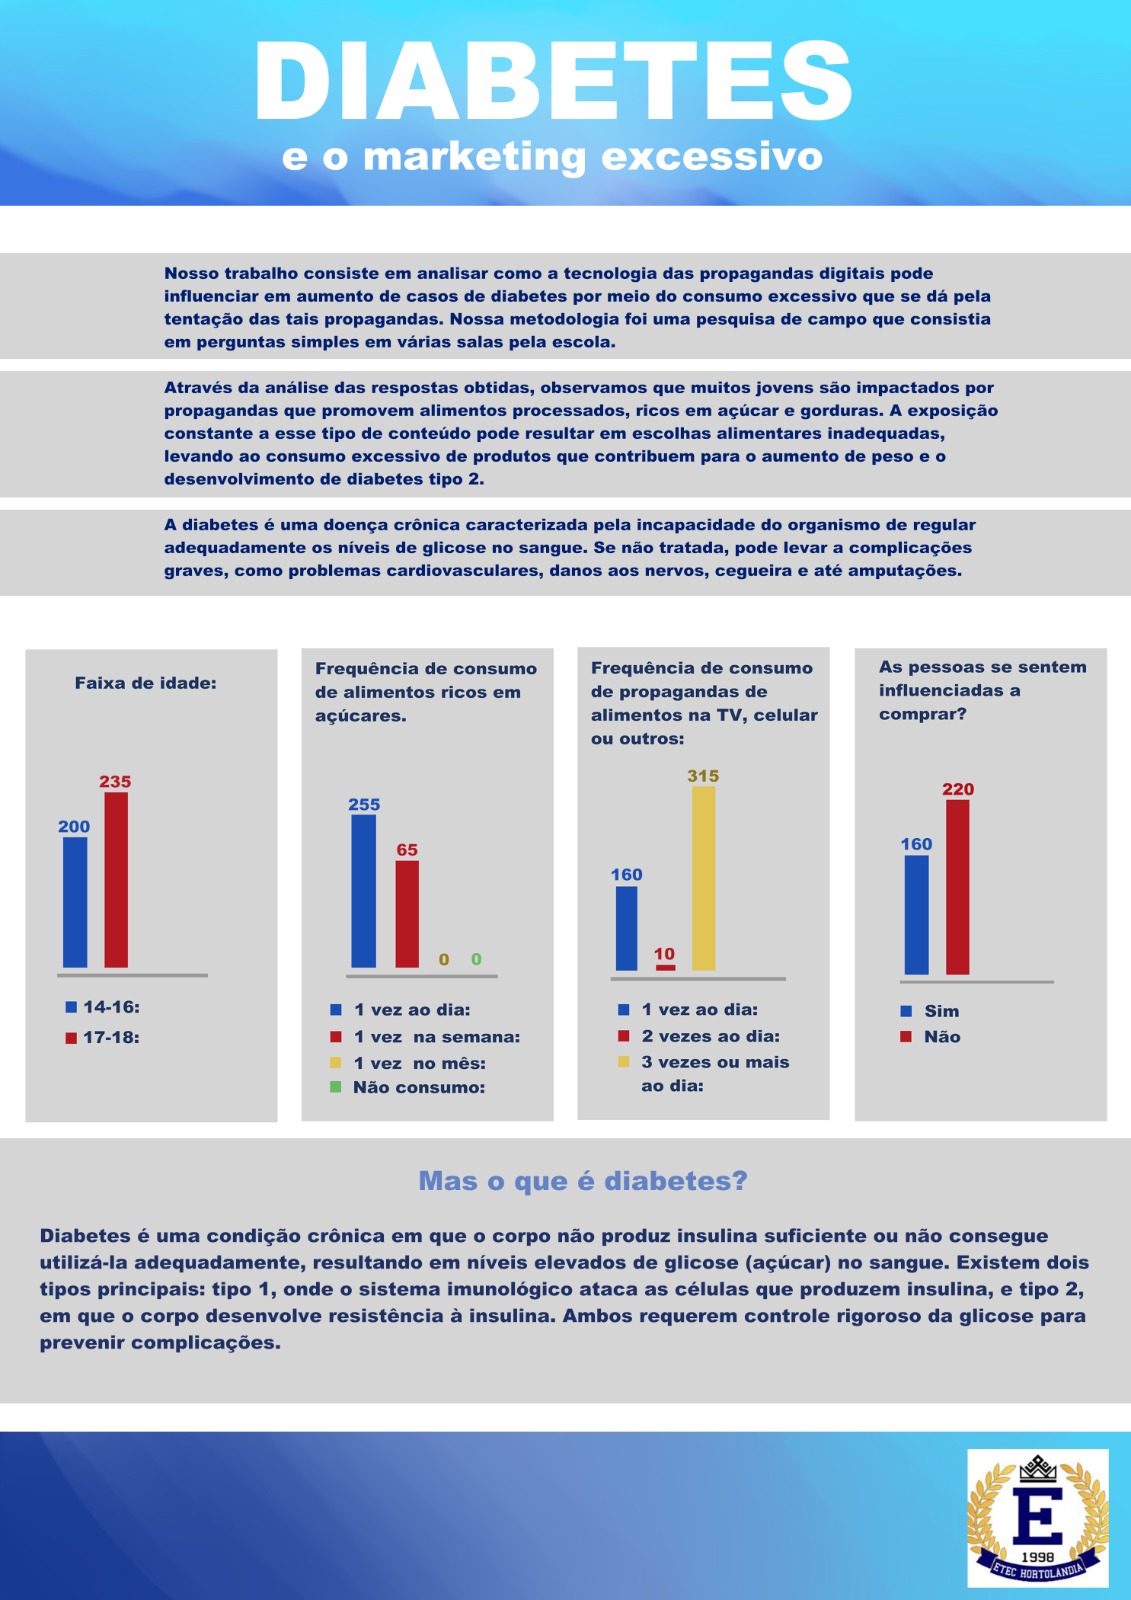 DIABETES
e o marketing excessivo
Nosso trabalho consiste em analisar como a tecnologia das propagandas digitais pode
influenciar em aumento de casos de diabetes por meio do consumo excessivo que se dá pela
tentação das tais propagandas. Nossa metodologia foi uma pesquisa de campo que consistia
em perguntas simples em várias salas pela escola.
Através da análise das respostas obtidas, observamos que muitos jovens são impactados por
propagandas que promovem alimentos processados, ricos em açúcar e gorduras. A exposição
constante a esse tipo de conteúdo pode resultar em escolhas alimentares inadequadas,
levando ao consumo excessivo de produtos que contribuem para o aumento de peso e o
desenvolvimento de diabetes tipo 2.
A diabetes é uma doença crônica caracterizada pela incapacidade do organismo de regular
adequadamente os níveis de glicose no sangue. Se não tratada, pode levar a complicações
graves, como problemas cardiovasculares, danos aos nervos, cegueira e até amputações.
Faixa de idade:
200
235
14-16:
17-18:
Frequência de consumo
de alimentos ricos em
açúcares.
255
65
0
0
1 vez ao dia:
1 vez na semana:
1 vez no mês:
Não consumo:
Frequência de consumo
de propagandas de
alimentos na TV, celular
ou outros:
160
10
315
1 vez ao dia:
2 vezes ao dia:
3 vezes ou mais
ao dia:
As pessoas se sentem
influenciadas a
comprar?
160
220
Sim
Não
Mas o que é diabetes?
Diabetes é uma condição crônica em que o corpo não produz insulina suficiente ou não consegue
utilizá-la adequadamente, resultando em níveis elevados de glicose (açúcar) no sangue. Existem dois
tipos principais: tipo 1, onde o sistema imunológico ataca as células que produzem insulina, e tipo 2,
em que o corpo desenvolve resistência à insulina. Ambos requerem controle rigoroso da glicose para
prevenir complicações.
E
1998
ETEC HORTOLÂNDIA